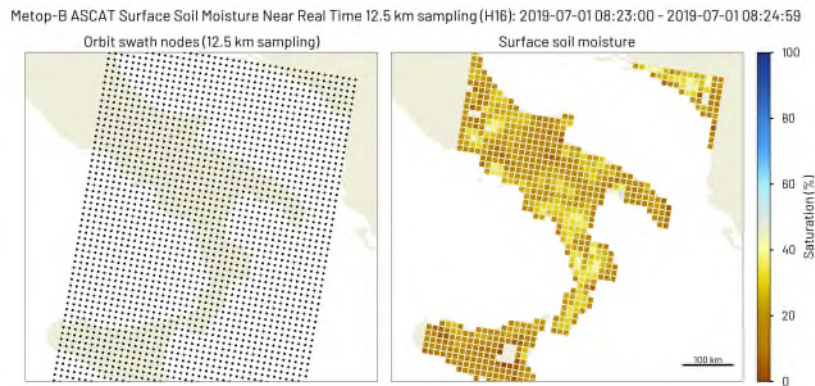 Metop-B ASCAT Surface Soil Moisture Near Real Time 12.5 km sampling (H16): 2019-07-01 08:23:00 - 2019-07-01 08:24:59
Orbit swath nodes (12.5 km sampling)
Surface soil moisture
100
80
60
40
20
0
Saturation (%)
100 km